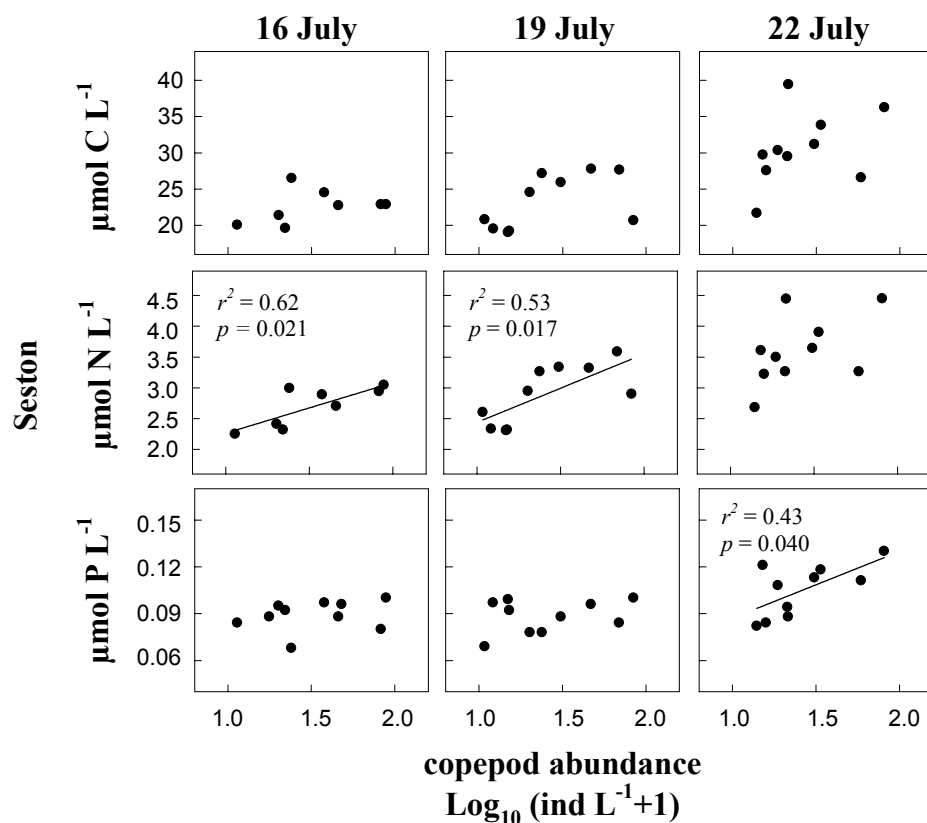 16 July 19 July 22 July
µmol C L⁻¹
40
35
30
25
20
Seston
µmol N L⁻¹
4.5
4.0
3.5
3.0
2.5
2.0
r² = 0.62
p = 0.021
r² = 0.53
p = 0.017
µmol P L⁻¹
0.15
0.12
0.09
0.06
r² = 0.43
p = 0.040
1.0 1.5 2.0 1.0 1.5 2.0 1.0 1.5 2.0
copepod abundance
Log₁₀ (ind L⁻¹+1)